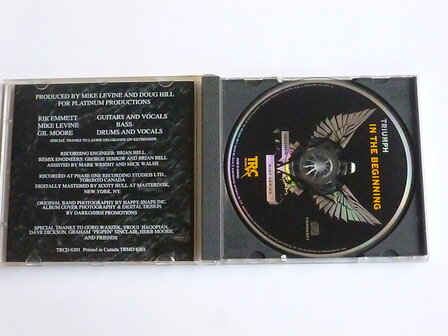 PRODUCED BY MIKE LEVINE AND DOUG HILL
FOR PLATINUM PRODUCTIONS
RIK EMMETT GUITARS AND VOCALS
MIKE LEVINE BASS
GIL MOORE DRUMS AND VOCALS
SPECIAL THANKS TO LAURIE DELGRANDE ON KEYBOARDS
RECORDING ENGINEER: BRIAN BELL
REMIX ENGINEERS: GEORGE SEMKIW AND BRIAN BELL
ASSISTED BY MARK WRIGHT AND MICK WALSH
RECORDED AT PHASE ONE RECORDING STUDIOS LTD.,
TORONTO CANADA
DIGITALLY MASTERED BY SCOTT HULL AT MASTERDISK,
NEW YORK, NY.
ORIGINAL BAND PHOTOGRAPHY BY HAPPY SNAPS INC.
ALBUM COVER PHOTOGRAPHY & DIGITAL DESIGN
BY DARKO/HRH PROMOTIONS
SPECIAL THANKS TO GORD WASZEK, VROUJ HAGOPIAN,
DAVE DICKSON, GRAHAM "PIGPEN" SINCLAIR, HERB MOORE,
AND FRIENDS
TRCD 6201 Printed in Canada TRMD-6201
TRIUMPH
IN THE BEGINNING
TRC